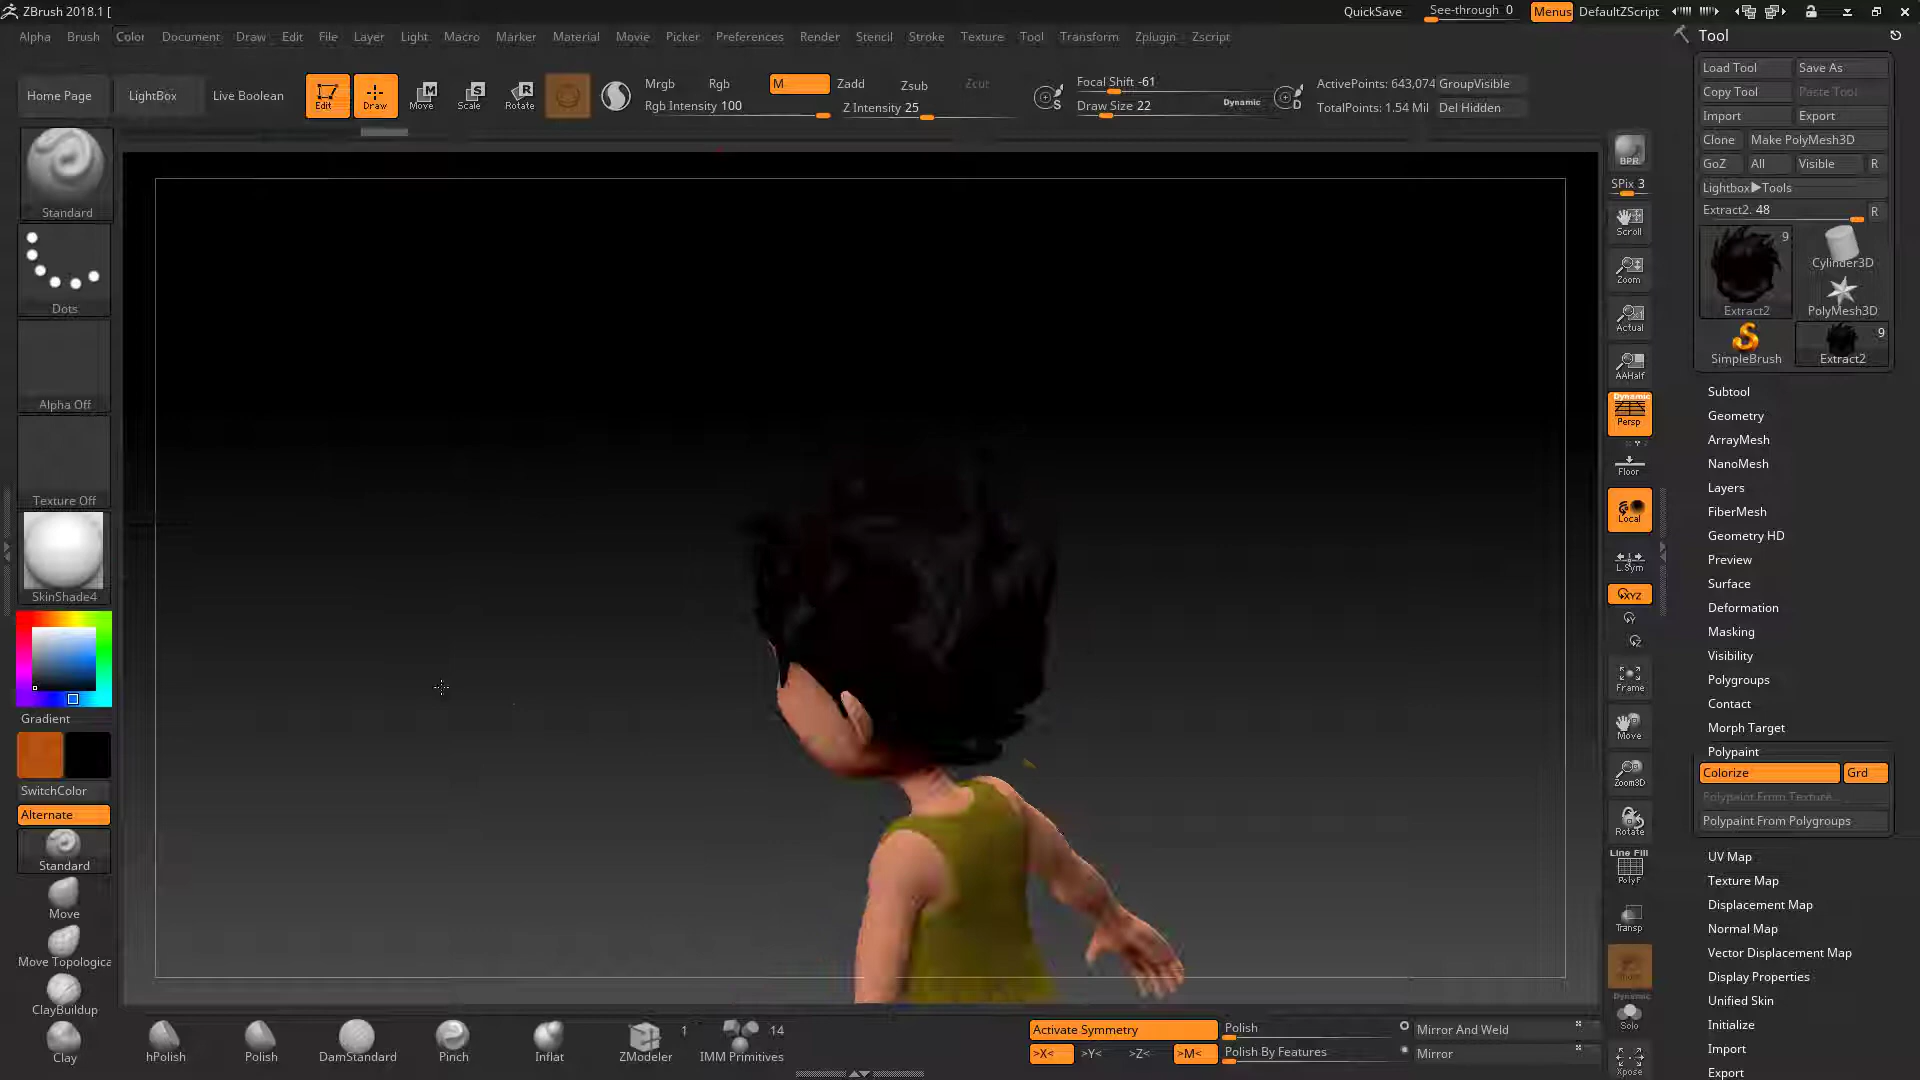 ZBrush 2018.1 [
QuickSave
See-through 0
Menus
DefaultZScript
Alpha Brush Color Document Draw Edit File Layer Light Macro Marker Material Movie Picker Preferences Render Stencil Stroke Texture Tool Transform Zplugin Zscript
Tool
Load Tool Save As
Copy Tool Paste Tool
Import Export
Clone Make PolyMesh3D
GoZ All Visible R
Lightbox▶Tools
Extract2. 48 R
9
Extract2
Cylinder3D
PolyMesh3D
SimpleBrush
9
Extract2
Home Page
LightBox
Live Boolean
Edit
Draw
Move
Scale
Rotate
Mrgb Rgb M Zadd Zsub Zcut
Rgb Intensity 100
Z Intensity 25
Focal Shift -61
Draw Size 22
Dynamic
S
D
ActivePoints: 643,074
TotalPoints: 1.54 Mil
GroupVisible
Del Hidden
Standard
Dots
Alpha Off
Texture Off
SkinShade4
Gradient
SwitchColor
Alternate
Standard
Move
Move Topologica
ClayBuildup
Clay
BPR
SPix 3
Scroll
Zoom
Actual
AAHalf
Dynamic
Persp
Floor
Local
L.Sym
XYZ
Frame
Move
Zoom3D
Rotate
Line Fill
PolyF
Transp
Dynamic
Solo
Xpose
Subtool
Geometry
ArrayMesh
NanoMesh
Layers
FiberMesh
Geometry HD
Preview
Surface
Deformation
Masking
Visibility
Polygroups
Contact
Morph Target
Polypaint
Colorize Grd
Polypaint From Texture
Polypaint From Polygroups
UV Map
Texture Map
Displacement Map
Normal Map
Vector Displacement Map
Display Properties
Unified Skin
Initialize
Import
Export
hPolish
Polish
DamStandard
Pinch
Inflat
1
ZModeler
14
IMM Primitives
Activate Symmetry
>X< >Y< >Z< >M<
Polish
Polish By Features
Mirror And Weld
Mirror